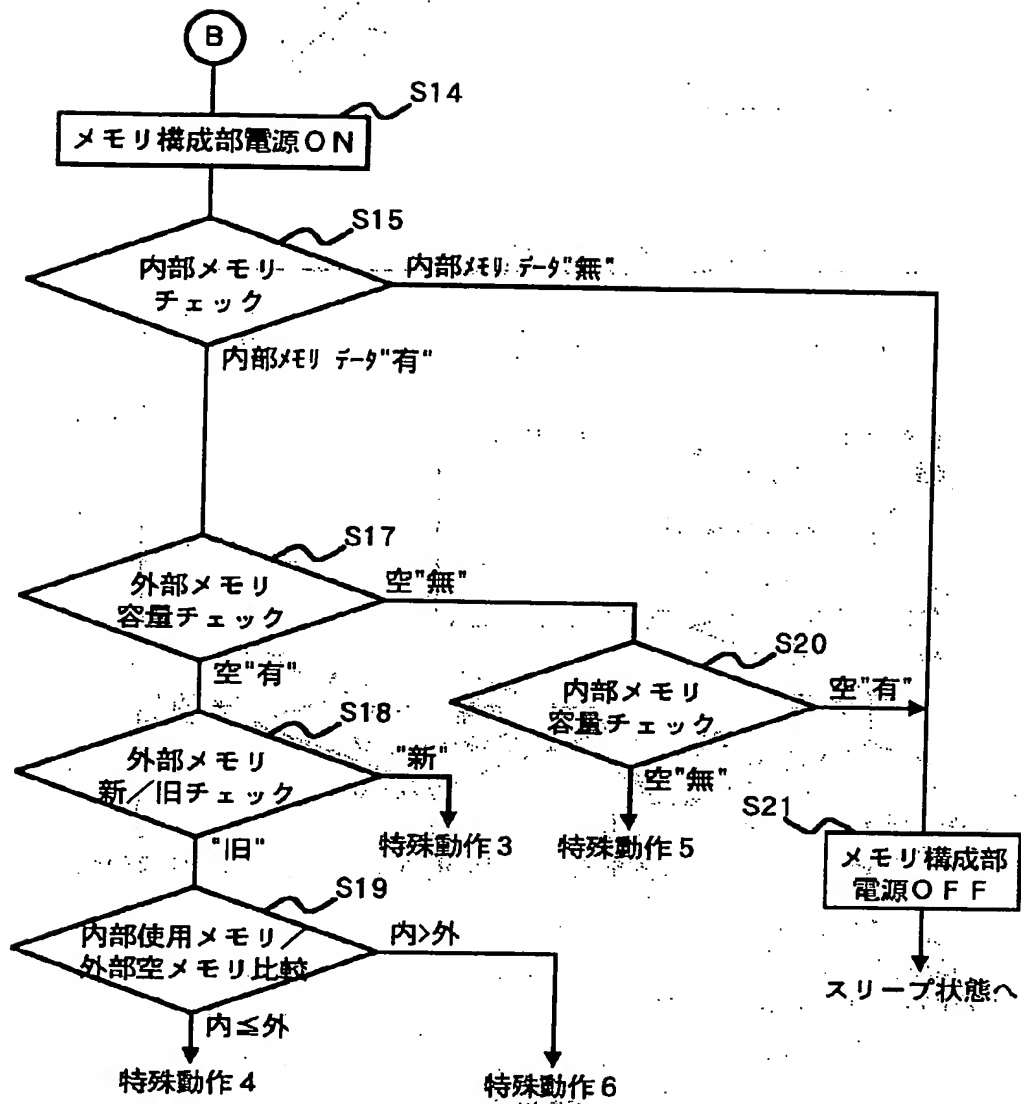 B
S14
メモリ構成部電源ON
S15
内部メモリ
チェック
内部メモリ データ"無"
内部メモリ データ"有"
S17
外部メモリ
容量チェック
空"無"
空"有"
S20
内部メモリ
容量チェック
空"有"
空"無"
S18
外部メモリ
新/旧チェック
"新"
"旧"
特殊動作3
特殊動作5
S21
メモリ構成部
電源OFF
スリープ状態へ
S19
内部使用メモリ/
外部空メモリ比較
内>外
内≦外
特殊動作4
特殊動作6